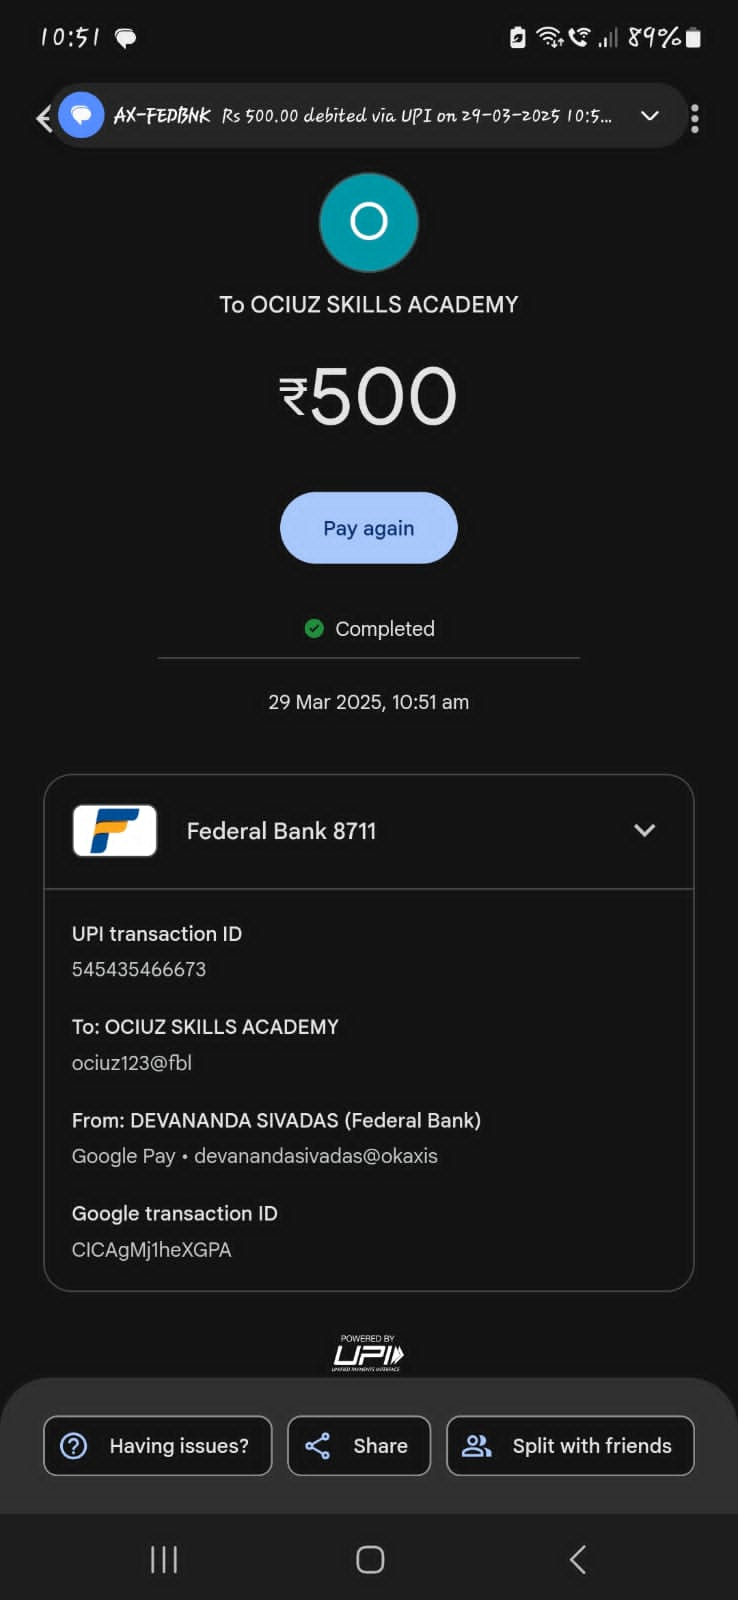 10:51 89%
AX-FEDBNK Rs 500.00 debited via UPI on 29-03-2025 10:5...
O
To OCIUZ SKILLS ACADEMY
₹500
Pay again
Completed
29 Mar 2025, 10:51 am
Federal Bank 8711
UPI transaction ID
545435466673
To: OCIUZ SKILLS ACADEMY
ociuz123@fbl
From: DEVANANDA SIVADAS (Federal Bank)
Google Pay • devanandasivadas@okaxis
Google transaction ID
CICAgMj1heXGPA
POWERED BY
UPI
UNIFIED PAYMENTS INTERFACE
Having issues? Share Split with friends